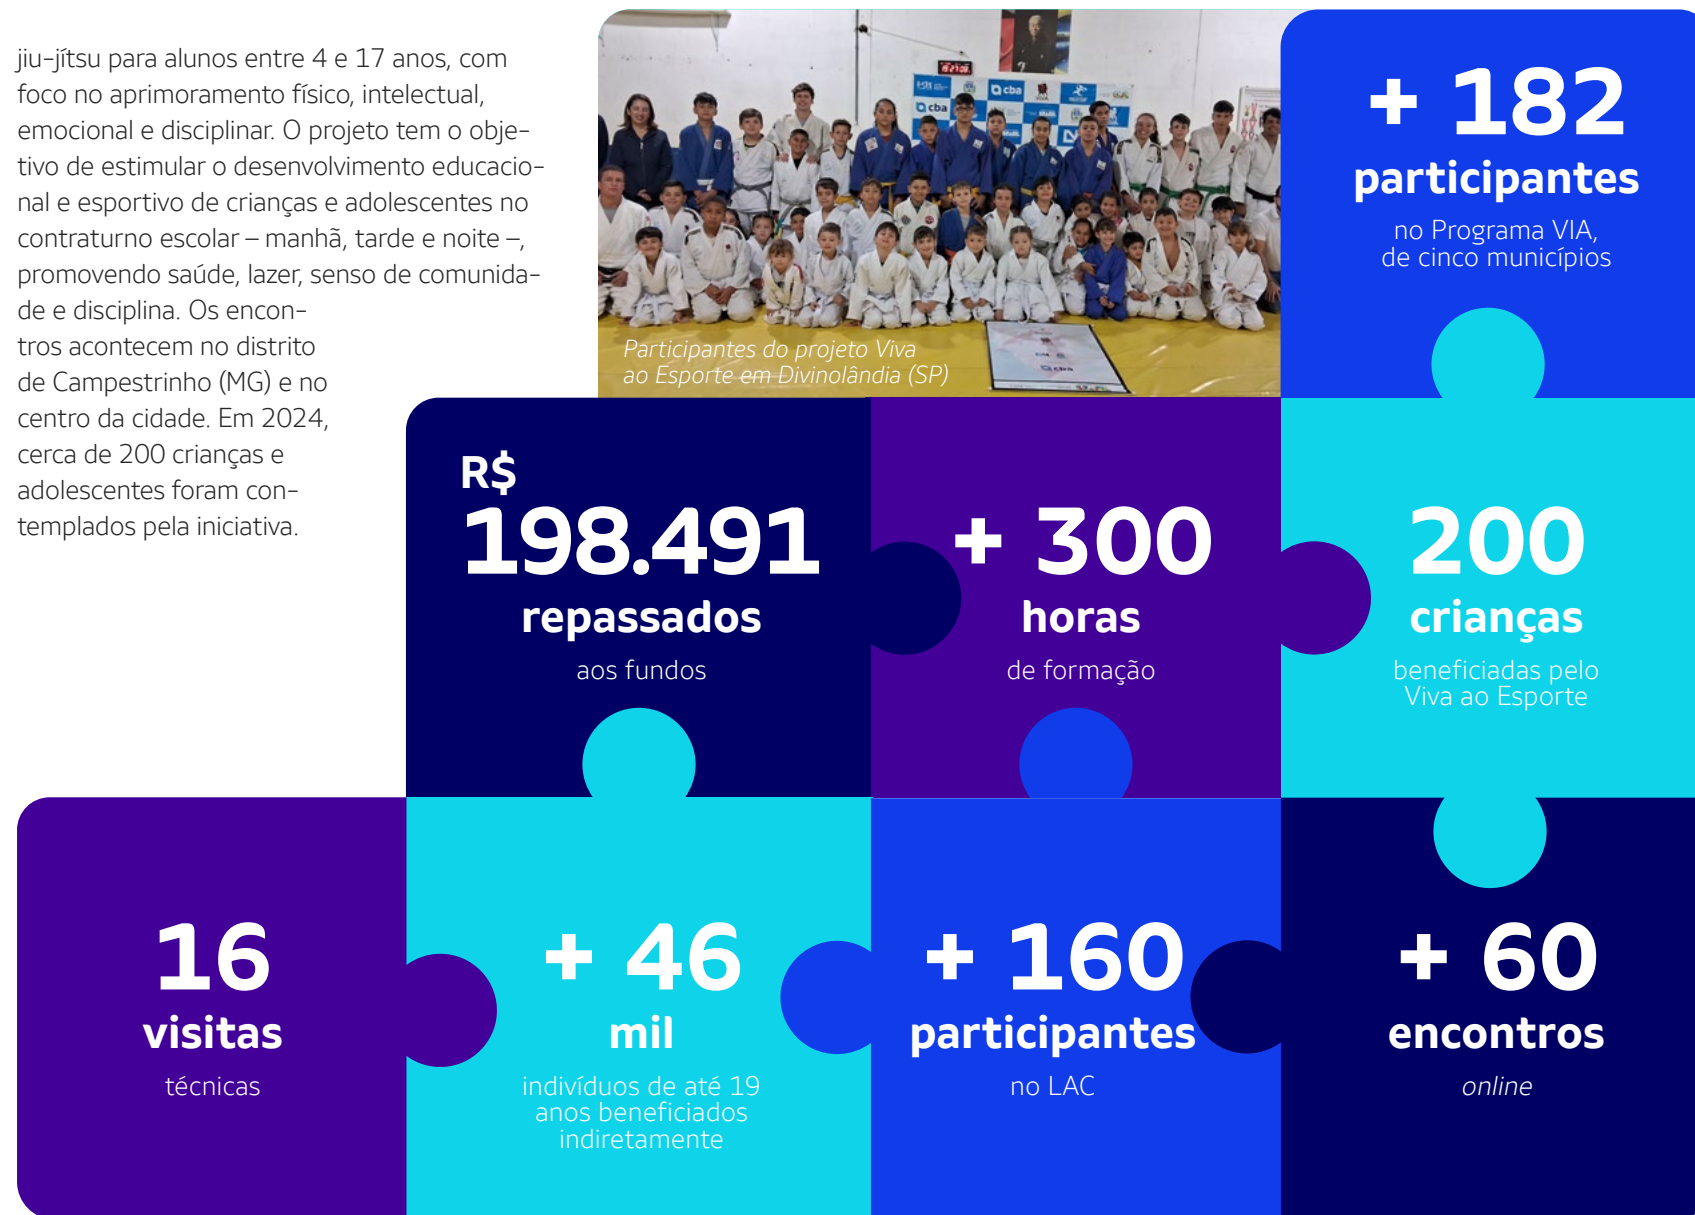 jiu-jítsu para alunos entre 4 e 17 anos, com
foco no aprimoramento físico, intelectual,
emocional e disciplinar. O projeto tem o obje-
tivo de estimular o desenvolvimento educacio-
nal e esportivo de crianças e adolescentes no
contraturno escolar – manhã, tarde e noite –,
promovendo saúde, lazer, senso de comunida-
de e disciplina. Os encon-
tros acontecem no distrito
de Campestrinho (MG) e no
centro da cidade. Em 2024,
cerca de 200 crianças e
adolescentes foram con-
templados pela iniciativa.
cba
cba
cba
Participantes do projeto Viva
ao Esporte em Divinolândia (SP)
+ 182
participantes
no Programa VIA,
de cinco municípios
R$
198.491
repassados
aos fundos
+ 300
horas
de formação
200
crianças
beneficiadas pelo
Viva ao Esporte
16
visitas
técnicas
+ 46
mil
indivíduos de até 19
anos beneficiados
indiretamente
+ 160
participantes
no LAC
+ 60
encontros
online